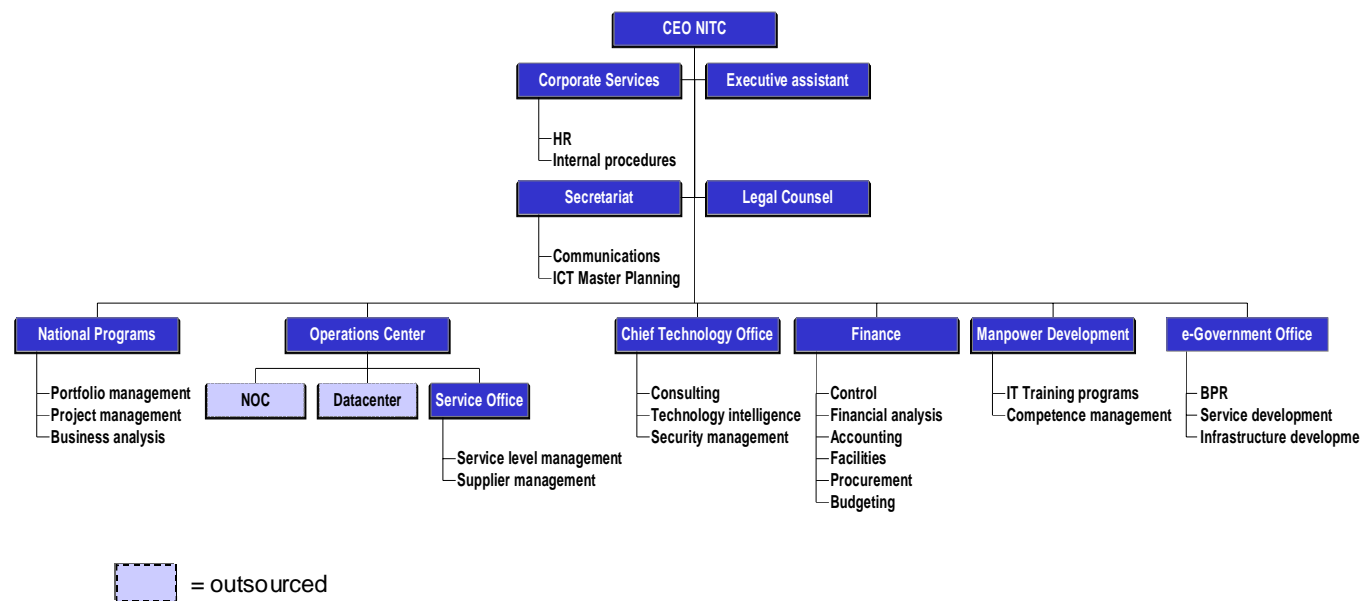 CEO NITC
Corporate Services
Executive assistant
HR
Internal procedures
Secretariat
Legal Counsel
Communications
ICT Master Planning
National Programs
Operations Center
Chief Technology Office
Finance
Manpower Development
e-Government Office
Portfolio management
Project management
Business analysis
NOC
Datacenter
Service Office
Service level management
Supplier management
Consulting
Technology intelligence
Security management
Control
Financial analysis
Accounting
Facilities
Procurement
Budgeting
IT Training programs
Competence management
BPR
Service development
Infrastructure developme
= outsourced